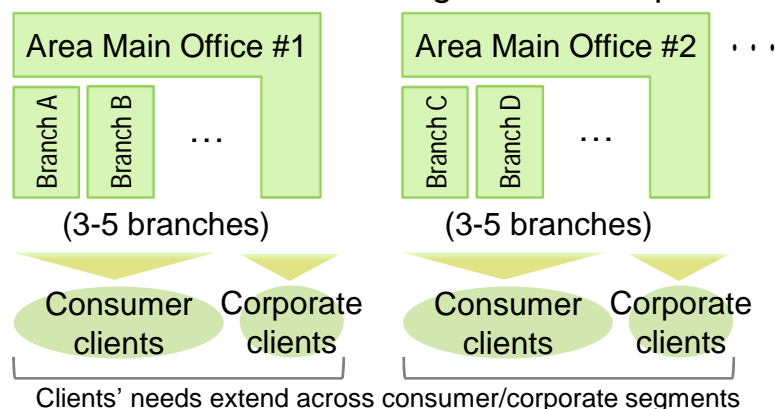 Area Main Office #1
Area Main Office #2
...
Branch A
Branch B
...
Branch C
Branch D
...
(3-5 branches)
(3-5 branches)
Consumer
clients
Corporate
clients
Consumer
clients
Corporate
clients
Clients' needs extend across consumer/corporate segments